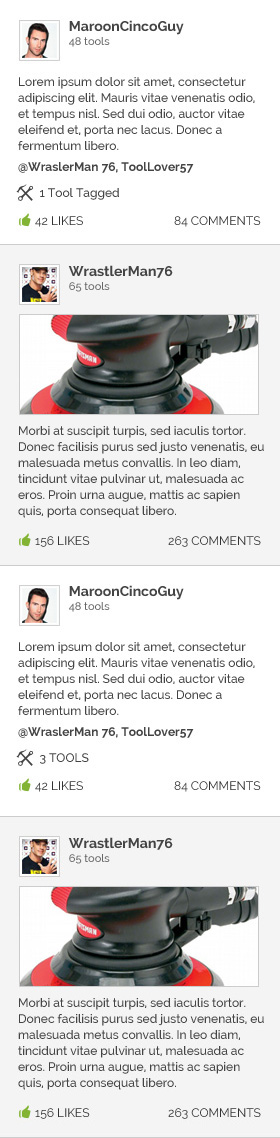 MaroonCincoGuy
48 tools
Lorem ipsum dolor sit amet, consectetur
adipiscing elit. Mauris vitae venenatis odio,
et tempus nisl. Sed dui odio, auctor vitae
eleifend et, porta nec lacus. Donec a
fermentum libero.
@WraslerMan 76, ToolLover57
1 Tool Tagged
42 LIKES 84 COMMENTS
WrastlerMan76
65 tools
Morbi at suscipit turpis, sed iaculis tortor.
Donec facilisis purus sed justo venenatis, eu
malesuada metus convallis. In leo diam,
tincidunt vitae pulvinar ut, malesuada ac
eros. Proin urna augue, mattis ac sapien
quis, porta consequat libero.
156 LIKES 263 COMMENTS
MaroonCincoGuy
48 tools
Lorem ipsum dolor sit amet, consectetur
adipiscing elit. Mauris vitae venenatis odio,
et tempus nisl. Sed dui odio, auctor vitae
eleifend et, porta nec lacus. Donec a
fermentum libero.
@WraslerMan 76, ToolLover57
3 TOOLS
42 LIKES 84 COMMENTS
WrastlerMan76
65 tools
Morbi at suscipit turpis, sed iaculis tortor.
Donec facilisis purus sed justo venenatis, eu
malesuada metus convallis. In leo diam,
tincidunt vitae pulvinar ut, malesuada ac
eros. Proin urna augue, mattis ac sapien
quis, porta consequat libero.
156 LIKES 263 COMMENTS